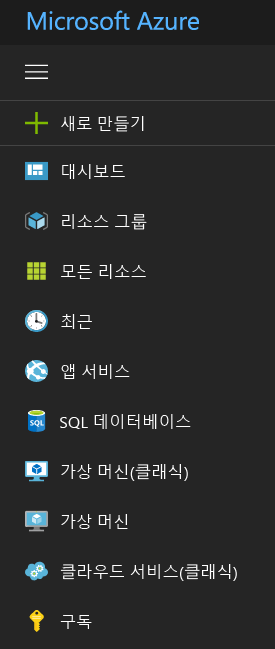 Microsoft Azure
새로 만들기
대시보드
리소스 그룹
모든 리소스
최근
앱 서비스
SQL 데이터베이스
가상 머신(클래식)
가상 머신
클라우드 서비스(클래식)
구독